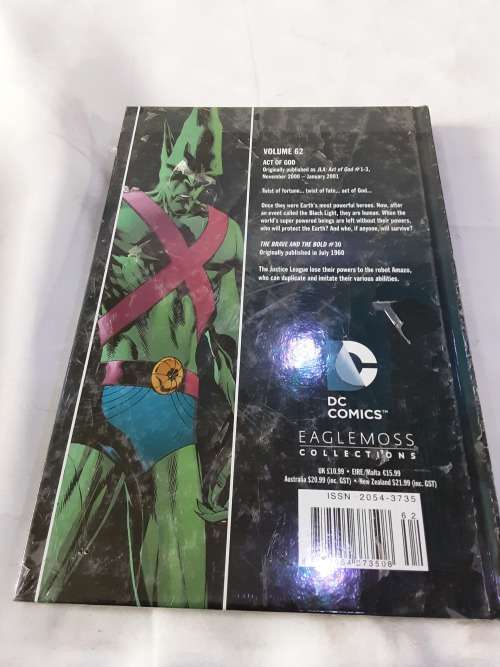 VOLUME 62
ACT OF GOD
Originally published as JLA: Act of God #1-3,
November 2000 – January 2001
Twist of fortune... twist of fate... act of God...
Once they were Earth's most powerful heroes. Now, after
an event called the Black Light, they are human. When the
world's super powered beings are left without their powers,
who will protect the Earth? And who, if anyone, will survive?
THE BRAVE AND THE BOLD #30
Originally published in July 1960
The Justice League lose their powers to the robot Amazo,
who can duplicate and imitate their various abilities.
DC
DC
COMICS™
EAGLEMOSS
COLLECTIONS
UK £10.99 • EIRE/Malta €15.99
Australia $20.99 (inc. GST) • New Zealand $21.99 (inc. GST)
ISSN 2054-3735
62